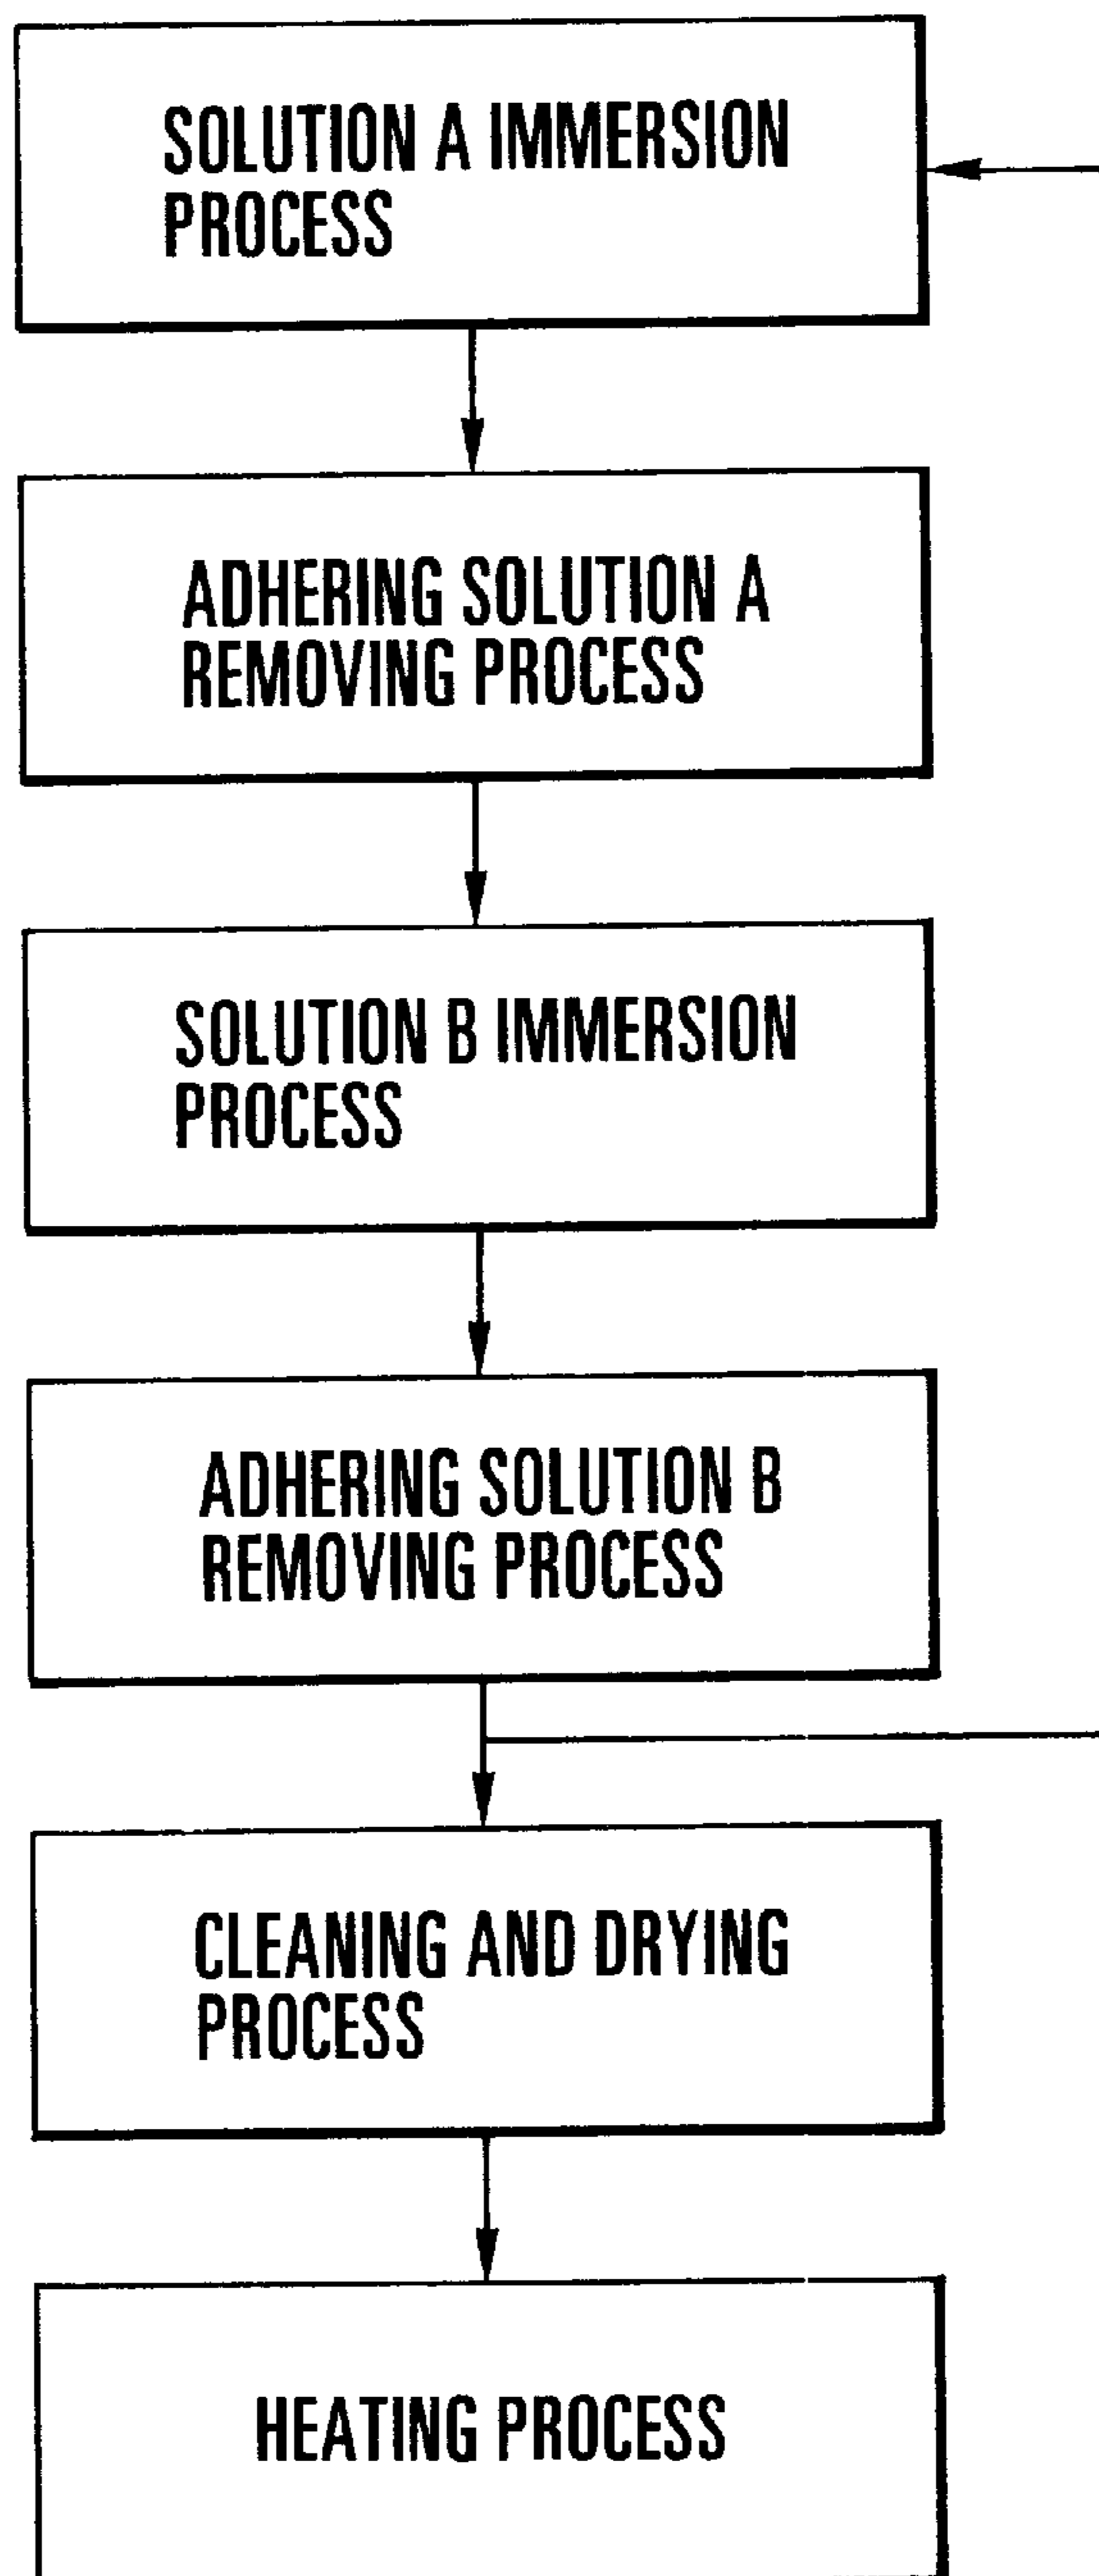 SOLUTION A IMMERSION
PROCESS
ADHERING SOLUTION A
REMOVING PROCESS
SOLUTION B IMMERSION
PROCESS
ADHERING SOLUTION B
REMOVING PROCESS
CLEANING AND DRYING
PROCESS
HEATING PROCESS